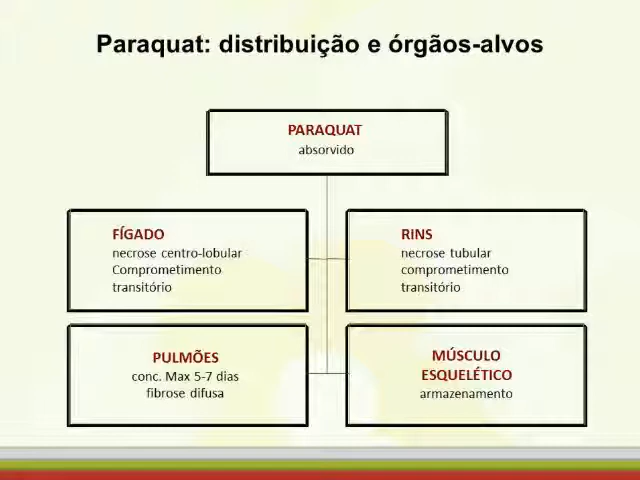 Paraquat: distribuição e órgãos-alvos
PARAQUAT
absorvido
FÍGADO
necrose centro-lobular
Comprometimento
transitório
RINS
necrose tubular
comprometimento
transitório
PULMÕES
conc. Max 5-7 dias
fibrose difusa
MÚSCULO
ESQUELÉTICO
armazenamento